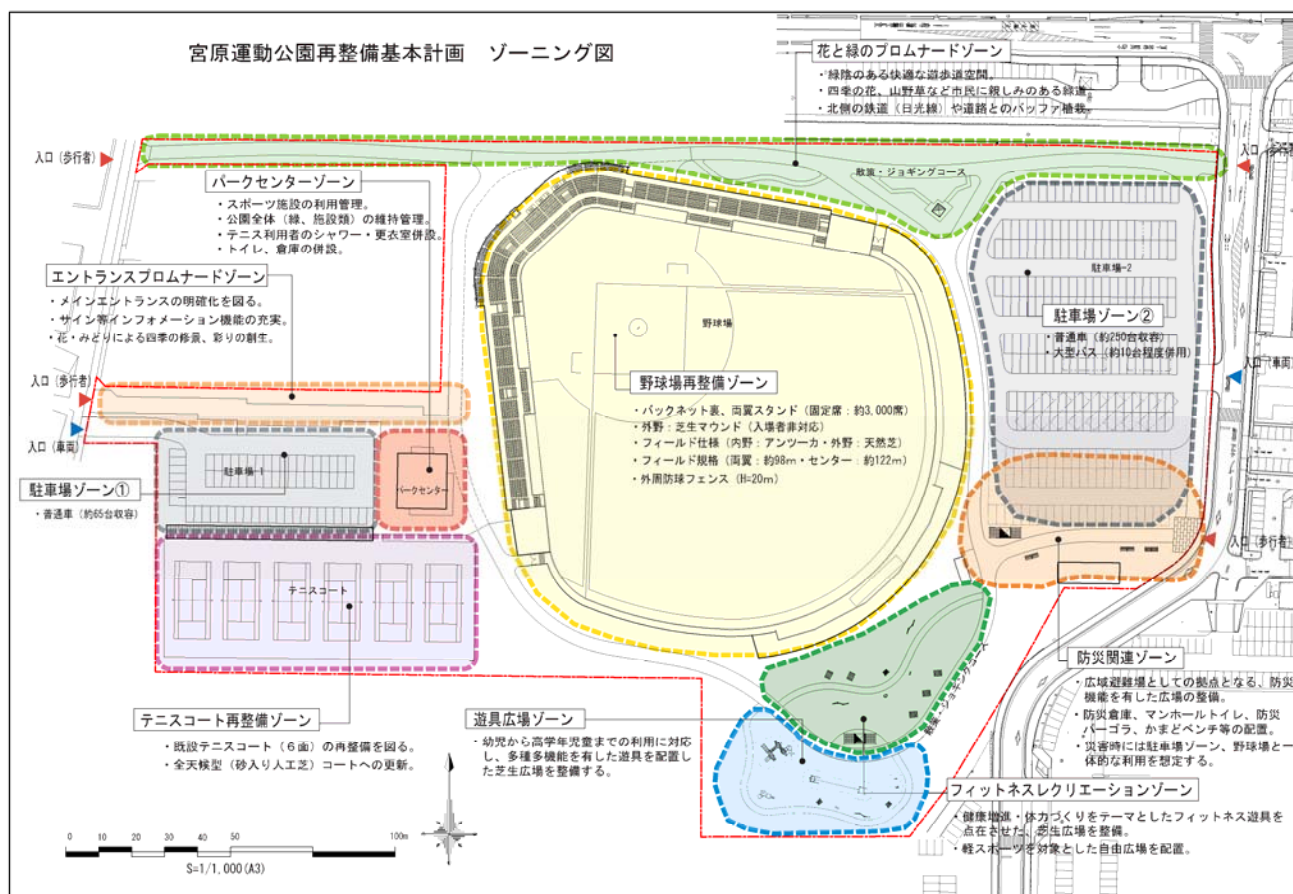 宮原運動公園再整備基本計画　ゾーニング図
花と緑のプロムナードゾーン
・緑陰のある快適な遊歩道空間。
・四季の花、山野草など市民に親しみのある緑道
・北側の鉄道（日光線）や道路とのバッファ植栽
入口（歩行者）
入口（歩行者）
散策・ジョギングコース
パークセンターゾーン
・スポーツ施設の利用管理。
・公園全体（緑、施設類）の維持管理。
・テニス利用者のシャワー・更衣室併設。
・トイレ、倉庫の併設。
エントランスプロムナードゾーン
・メインエントランスの明確化を図る。
・サイン等インフォメーション機能の充実。
・花・みどりによる四季の修景、彩りの創生。
駐車場-2
駐車場ゾーン②
・普通車（約250台収容）
・大型バス（約10台程度併用）
野球場
入口（車両）
野球場再整備ゾーン
・バックネット裏、両翼スタンド（固定席：約3,000席）
・外野：芝生マウンド（入場者非対応）
・フィールド仕様（内野：アンツーカ・外野：天然芝）
・フィールド規格（両翼：約98m・センター：約122m）
・外周防球フェンス（H=20m）
入口（歩行者）
入口（車両）
駐車場-1
パークセンター
駐車場ゾーン①
・普通車（約65台収容）
入口（歩行者）
テニスコート
散策・ジョギングコース
防災関連ゾーン
・広域避難場としての拠点となる、防災
機能を有した広場の整備。
・防災倉庫、マンホールトイレ、防災
パーゴラ、かまどベンチ等の配置。
・災害時には駐車場ゾーン、野球場と一
体的な利用を想定する。
テニスコート再整備ゾーン
・既設テニスコート（６面）の再整備を図る。
・全天候型（砂入り人工芝）コートへの更新。
遊具広場ゾーン
・幼児から高学年児童までの利用に対応
し、多種多機能を有した遊具を配置し
た芝生広場を整備する。
フィットネスレクリエーションゾーン
・健康増進・体力づくりをテーマとしたフィットネス遊具を
点在させた、芝生広場を整備。
・軽スポーツを対象とした自由広場を配置。
0 10 20 30 40 50 100m
S=1/1,000(A3)